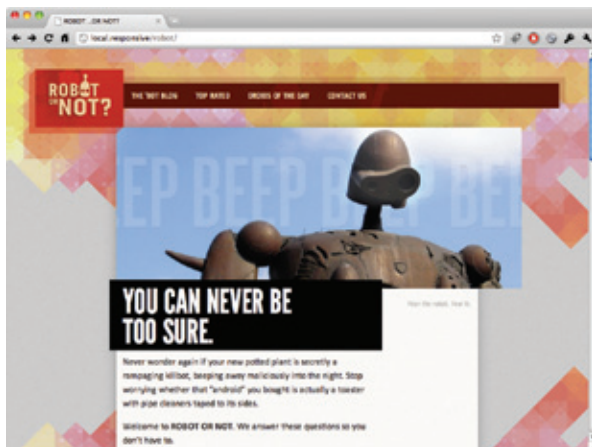 ROBOT ...OR NOT?
local.responsive/robot/
ROBOT
OR NOT?
THE 'BOT BLOG TOP RATED DROIDS OF THE DAY CONTACT US
EEP BEEP BEEP BE
YOU CAN NEVER BE
TOO SURE.
Never wonder again if your new potted plant is secretly a
rampaging killbot, beeping away maliciously into the night. Stop
worrying whether that "android" you bought is actually a toaster
with pipe cleaners taped to its sides.
Welcome to ROBOT OR NOT. We answer these questions so you
don't have to.